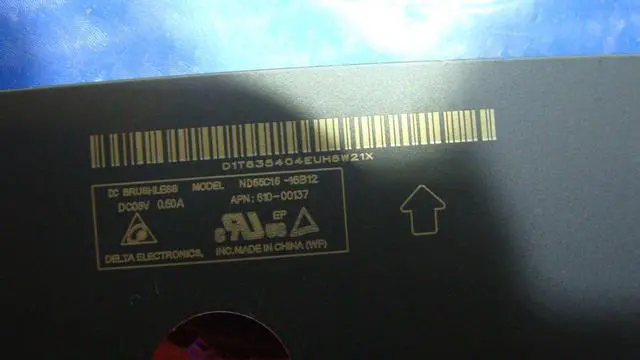 D1T635404EUH8W21X
DC BRUSHLESS MODEL ND55C16 -16B12
DC05V 0.50A APN: 610-00137
EP
DELTA ELECTRONICS, INC. MADE IN CHINA (WF)